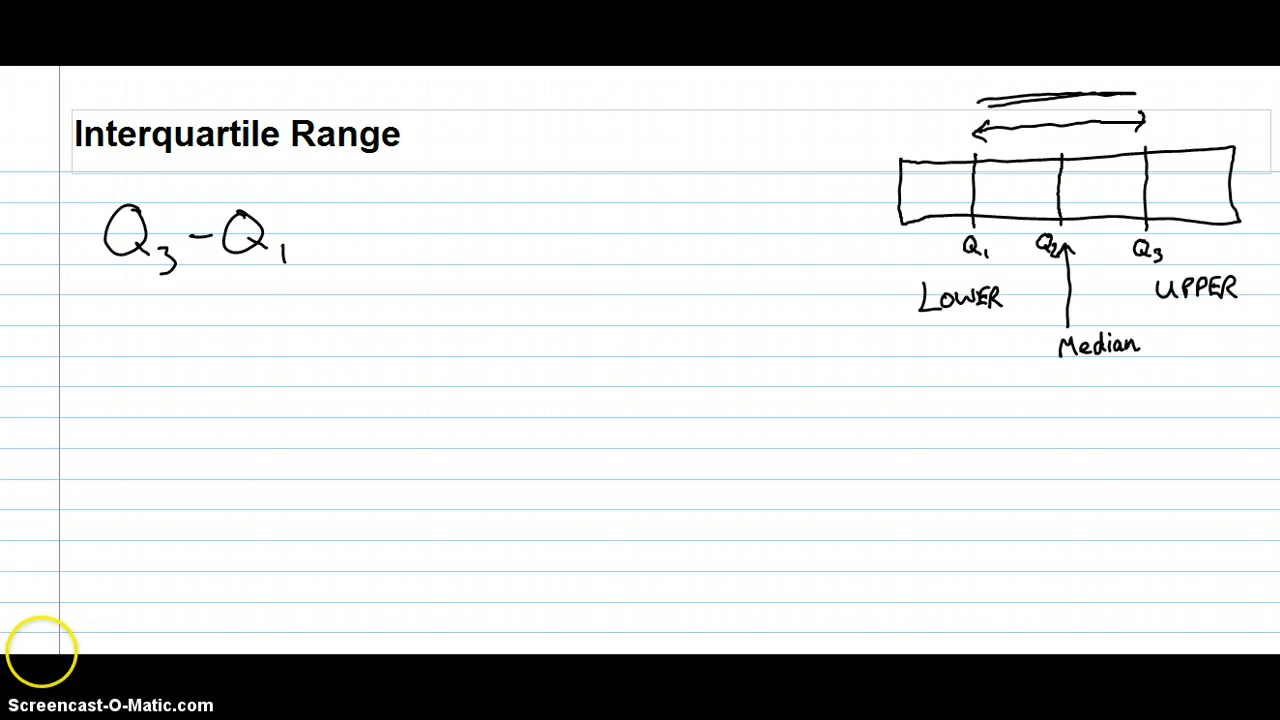 Interquartile Range
Q₃ - Q₁
Q₁ Q₂ Q₃
LOWER UPPER
Median
Screencast-O-Matic.com